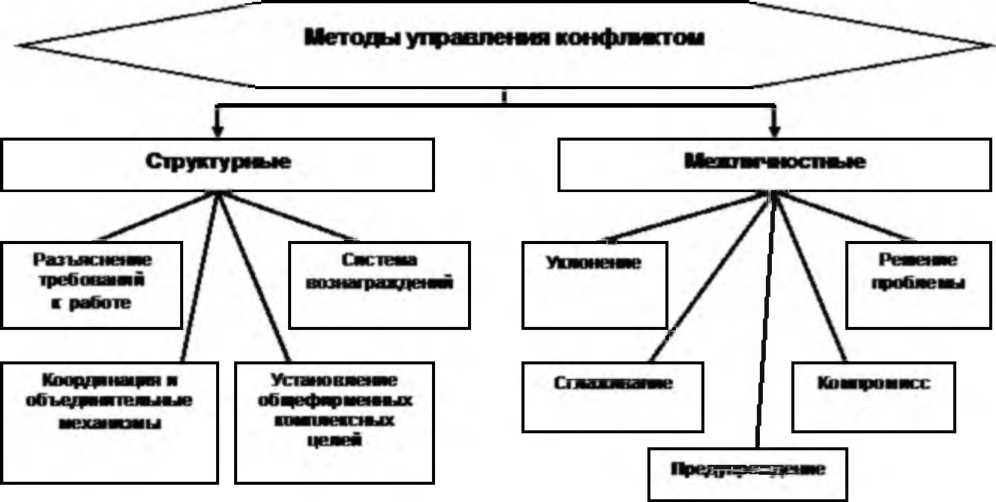 Методы управления конфликтом
Структурные
Межличностные
Разъяснение
требований
к работе
Система
вознаграждений
Уклонение
Решение
проблемы
Координация и
объединительные
механизмы
Установление
общефирменных
комплексных
целей
Сглаживание
Компромисс
Предупреждение